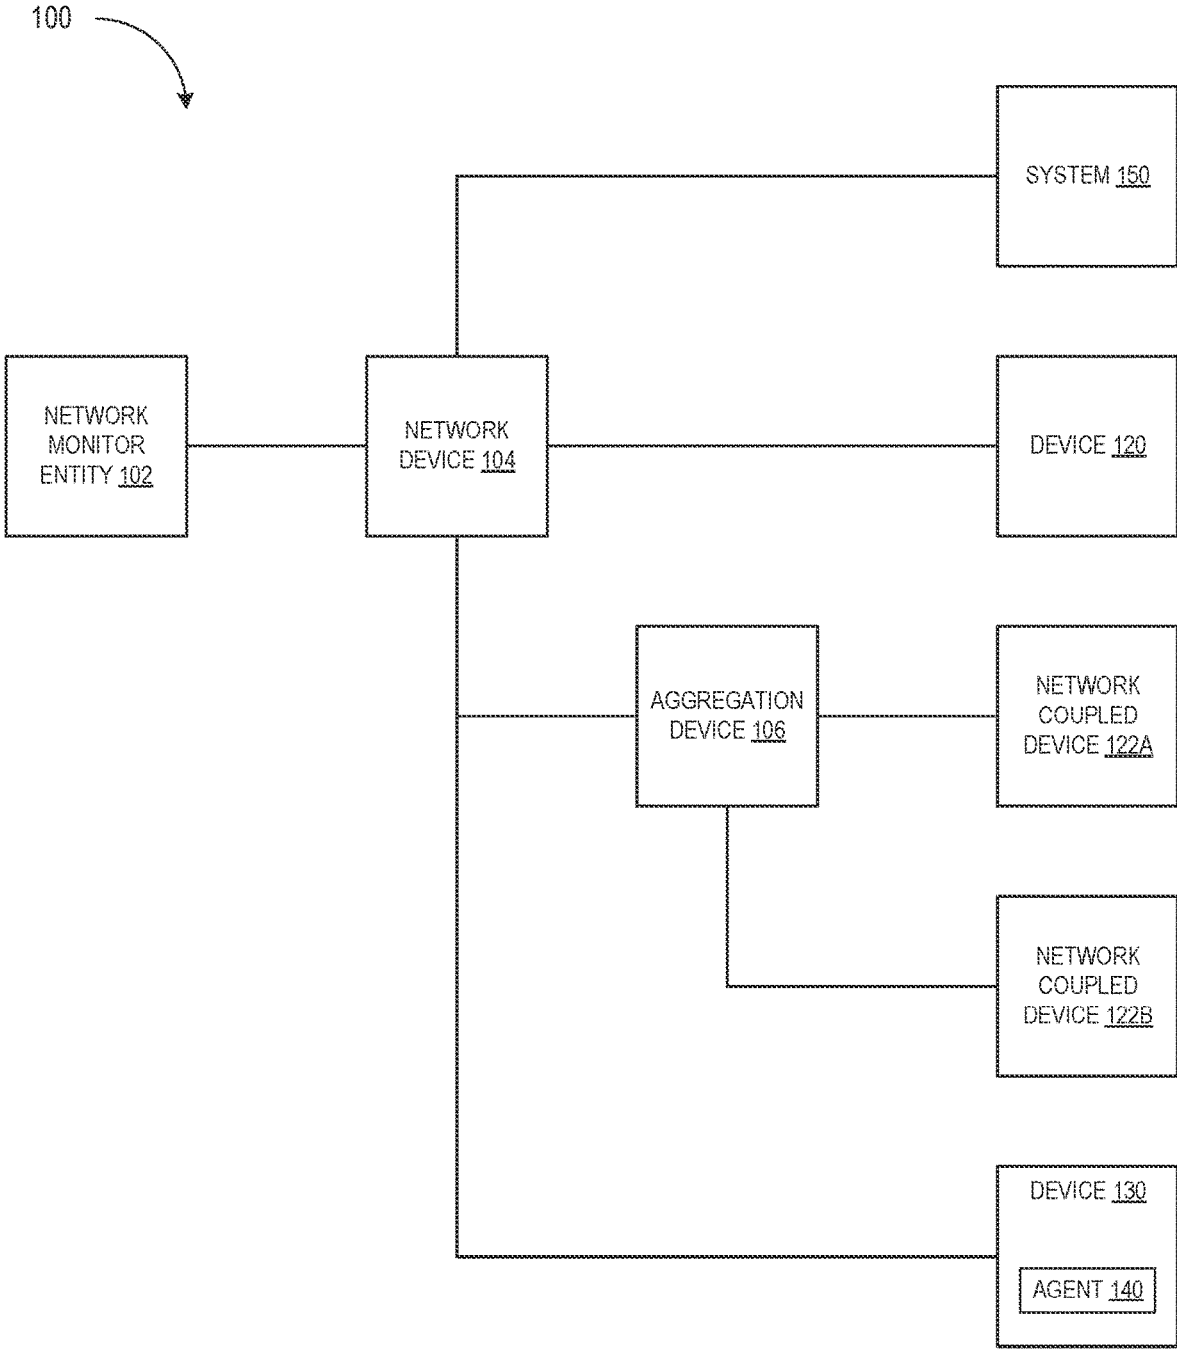 100
SYSTEM 150
NETWORK
MONITOR
ENTITY 102
NETWORK
DEVICE 104
DEVICE 120
AGGREGATION
DEVICE 106
NETWORK
COUPLED
DEVICE 122A
NETWORK
COUPLED
DEVICE 122B
DEVICE 130
AGENT 140